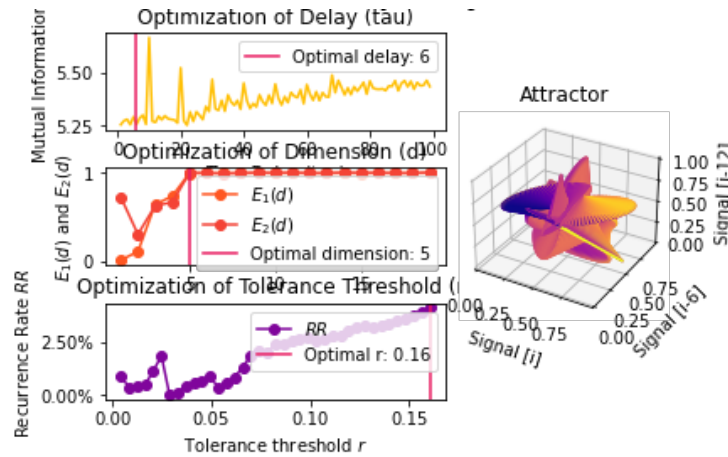 Optimization of Delay (tau)
Mutual Information
5.50
5.25
Optimal delay: 6
0
20
40
60
80
100
Optimization of Dimension (d)
E₁(d) and E₂(d)
1
0
E₁(d)
E₂(d)
Optimal dimension: 5
5
10
15
Optimization of Tolerance Threshold (
Recurrence Rate RR
2.50%
0.00%
RR
Optimal r: 0.16
0.00
0.05
0.10
0.15
Tolerance threshold r
Attractor
1.00
0.75
0.50
0.25
0.00
Signal [i-12]
0.00
0.25
0.50
0.75
Signal [i]
0.00
0.25
0.50
0.75
Signal [i-6]